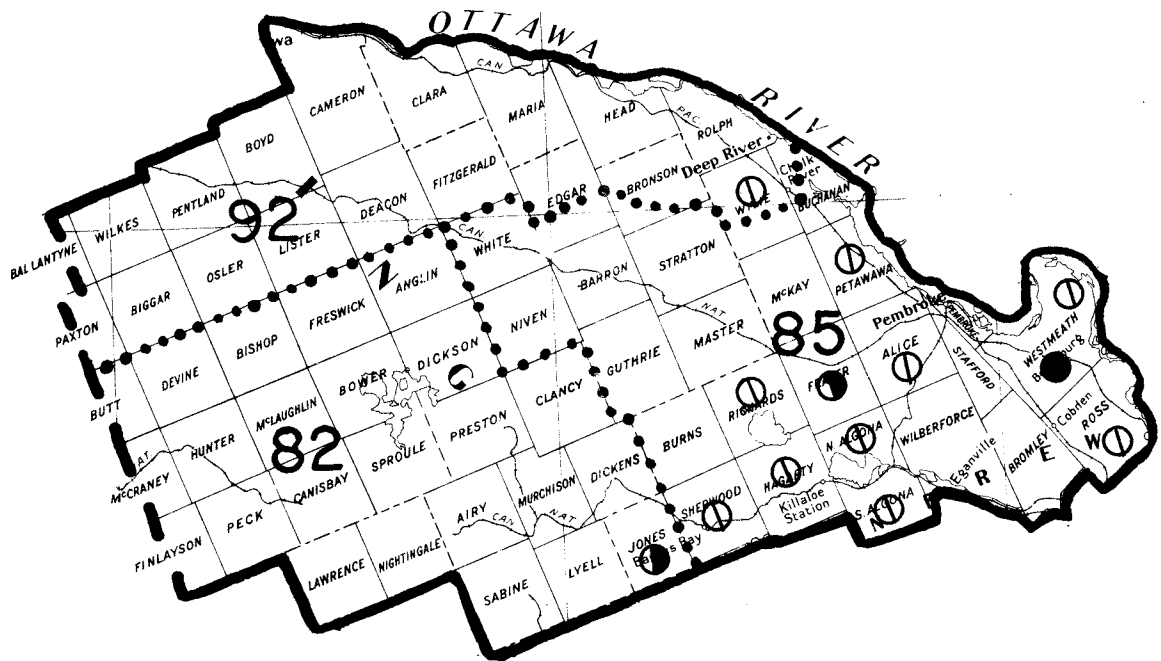 OTTAWA
RIVER
wa
CAN
CAMERON
CLARA
MARIA
HEAD
PAC
ROLPH
BOYD
FITZGERALD
EDGAR
BRONSON
Deep River
Chalk
River
BUCHANAN
WILKES
PENTLAND
92
DEACON
CAN
WHITE
STRATTON
BALLANTYNE
OSLER
LISTER
N
ANGLIN
BARRON
NAT
McKAY
PETAWAWA
BIGGAR
FRESWICK
NIVEN
MASTER
85
Pembroke
PEMBROKE
PAXTON
BISHOP
DICKSON
GUTHRIE
ALICE
STAFFORD
WESTMEATH
DEVINE
BOWER
CLANCY
FRASER
BUTT
McLAUGHLIN
82
PRESTON
RICHARDS
Cobden
ROSS
W
HUNTER
SPROULE
BURNS
N. ALGONA
WILBERFORCE
BROMLEY
E
McCRANEY
CANISBAY
DICKENS
HAGARTY
Eganville
R
PECK
AIRY
MURCHISON
SHERWOOD
Killaloe
Station
S. ALGONA
N
FINLAYSON
CAN
NAT
LAWRENCE
NIGHTINGALE
JONES
Barrys Bay
LYELL
SABINE